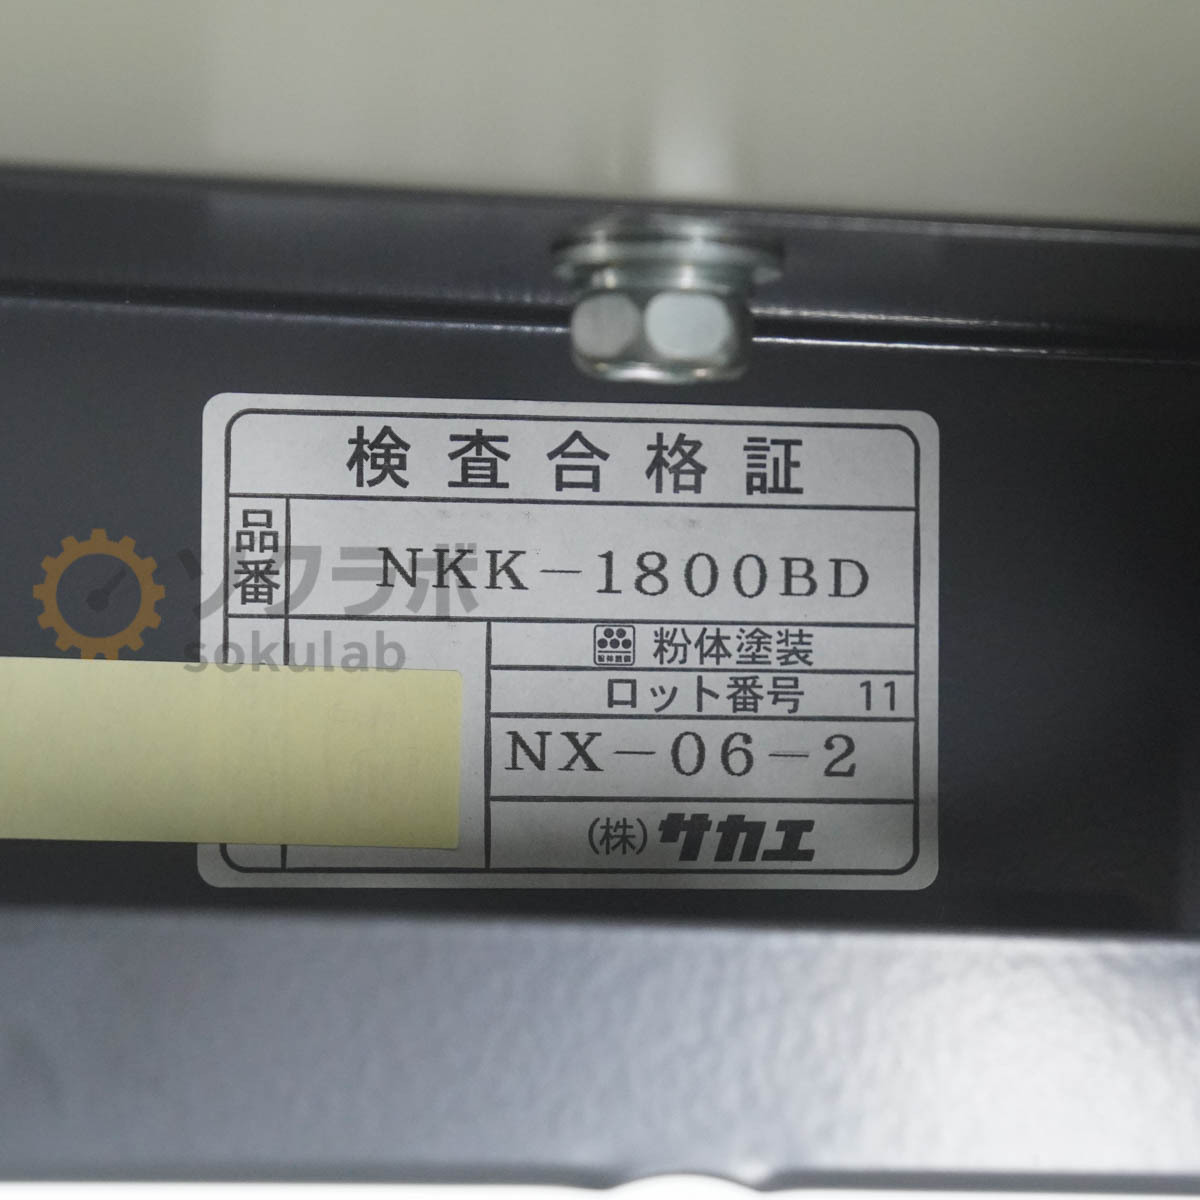 検査合格証
品番 NKK-1800BD
ソクラボ
sokulab
粉体塗装
ロット番号 11
NX-06-2
(株)サカエ